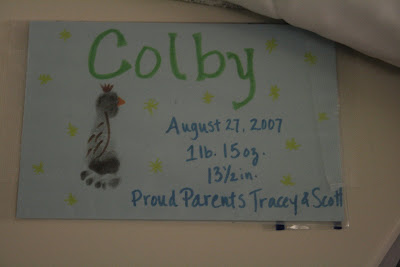 Colby
August 27, 2007
1lb. 15oz.
13½in.
Proud Parents Tracey & Scott